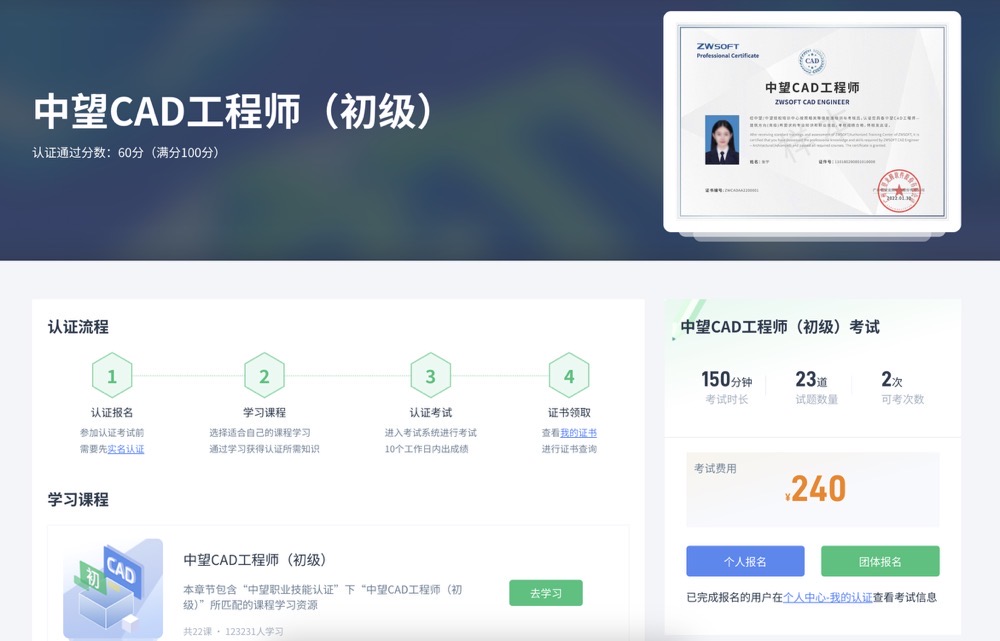 中望CAD工程师（初级）
认证通过分数：60分（满分100分）
ZWSOFT
Professional Certificate
CAD
中望CAD工程师
ZWSOFT CAD ENGINEER
2022.01.30
认证流程
1
2
3
4
认证报名
学习课程
认证考试
证书领取
参加认证考试前
需要先实名认证
选择适合自己的课程学习
通过学习获得认证所需知识
进入考试系统进行考试
10个工作日内出成绩
查看我的证书
进行证书查询
学习课程
初
CAD
中望CAD工程师（初级）
本章节包含“中望职业技能认证”下“中望CAD工程师（初
级）”所匹配的课程学习资源
共22课 · 123231人学习
去学习
中望CAD工程师（初级）考试
150分钟
考试时长
23道
试题数量
2次
可考次数
考试费用
¥240
个人报名
团体报名
已完成报名的用户在个人中心-我的认证查看考试信息